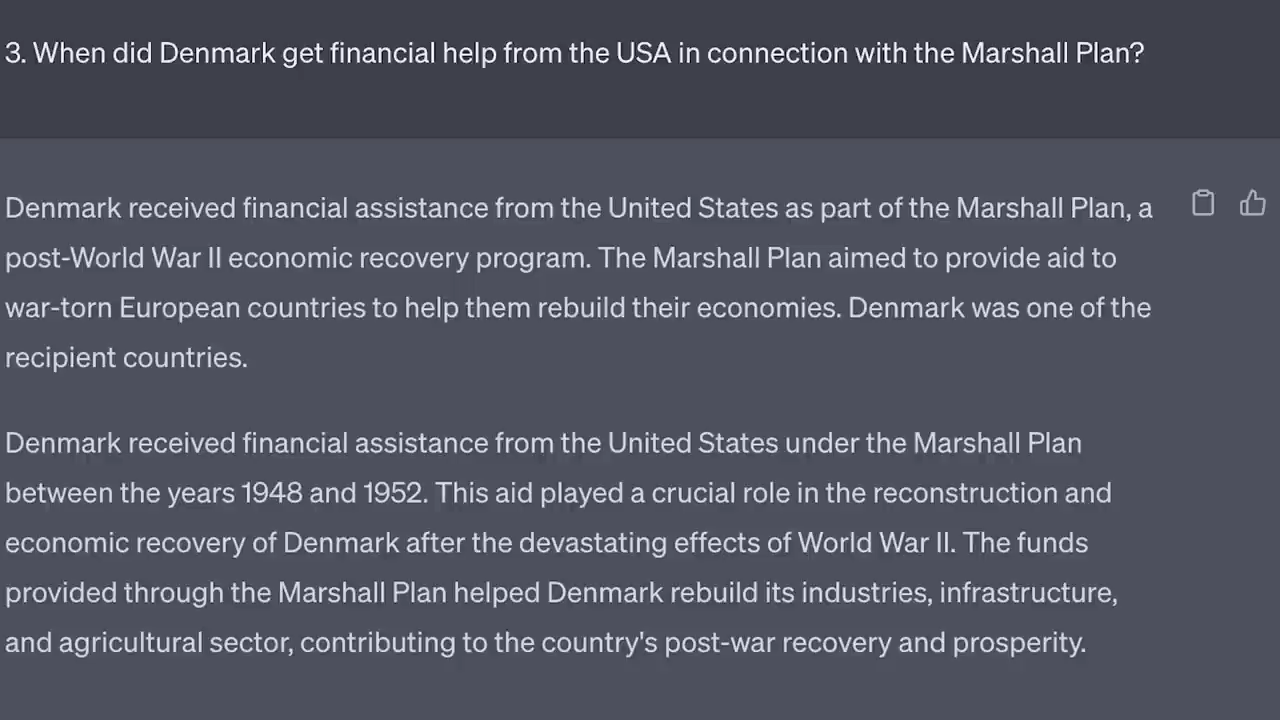 3. When did Denmark get financial help from the USA in connection with the Marshall Plan?
Denmark received financial assistance from the United States as part of the Marshall Plan, a
post-World War II economic recovery program. The Marshall Plan aimed to provide aid to
war-torn European countries to help them rebuild their economies. Denmark was one of the
recipient countries.
Denmark received financial assistance from the United States under the Marshall Plan
between the years 1948 and 1952. This aid played a crucial role in the reconstruction and
economic recovery of Denmark after the devastating effects of World War II. The funds
provided through the Marshall Plan helped Denmark rebuild its industries, infrastructure,
and agricultural sector, contributing to the country's post-war recovery and prosperity.